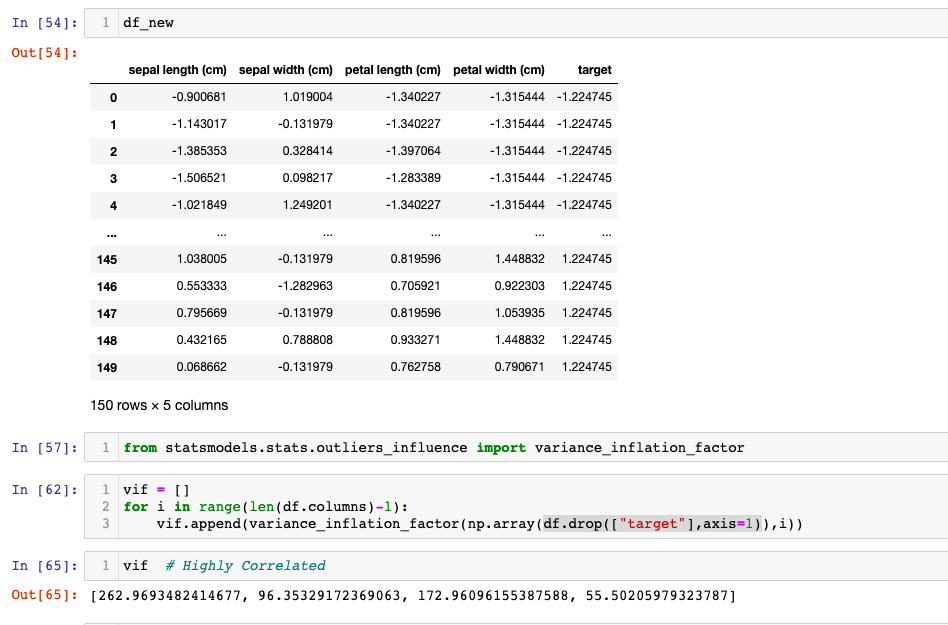 In [54]: 1 df_new
Out[54]:
sepal length (cm) sepal width (cm) petal length (cm) petal width (cm) target
0 -0.900681 1.019004 -1.340227 -1.315444 -1.224745
1 -1.143017 -0.131979 -1.340227 -1.315444 -1.224745
2 -1.385353 0.328414 -1.397064 -1.315444 -1.224745
3 -1.506521 0.098217 -1.283389 -1.315444 -1.224745
4 -1.021849 1.249201 -1.340227 -1.315444 -1.224745
... ... ... ... ... ...
145 1.038005 -0.131979 0.819596 1.448832 1.224745
146 0.553333 -1.282963 0.705921 0.922303 1.224745
147 0.795669 -0.131979 0.819596 1.053935 1.224745
148 0.432165 0.788808 0.933271 1.448832 1.224745
149 0.068662 -0.131979 0.762758 0.790671 1.224745
150 rows × 5 columns
In [57]: 1 from statsmodels.stats.outliers_influence import variance_inflation_factor
In [62]: 1 vif = []
2 for i in range(len(df.columns)-1):
3 vif.append(variance_inflation_factor(np.array(df.drop(["target"],axis=1)),i))
In [65]: 1 vif # Highly Correlated
Out[65]: [262.9693482414677, 96.35329172369063, 172.96096155387588, 55.50205979323787]